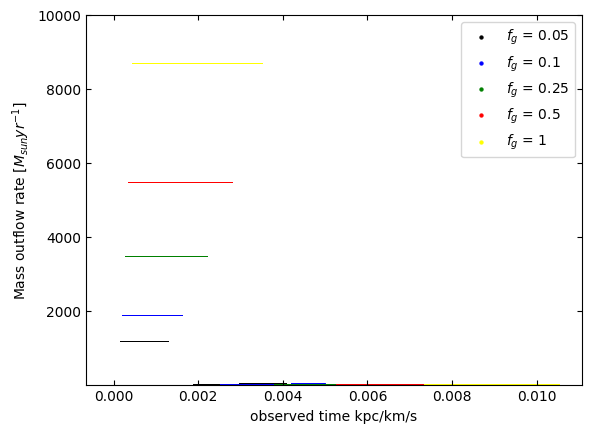 10000
8000
6000
4000
2000
Mass outflow rate [M_{sun}yr^{-1}]
f_g = 0.05
f_g = 0.1
f_g = 0.25
f_g = 0.5
f_g = 1
0.000 0.002 0.004 0.006 0.008 0.010
observed time kpc/km/s